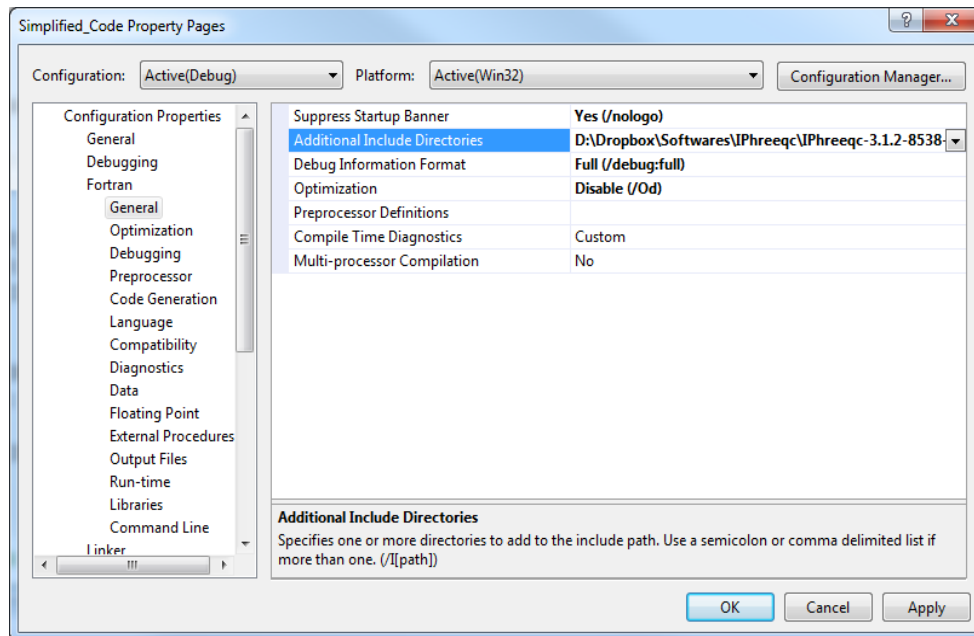 Simplified_Code Property Pages
Configuration: Active(Debug) Platform: Active(Win32) Configuration Manager...
Configuration Properties
General
Debugging
Fortran
General
Optimization
Debugging
Preprocessor
Code Generation
Language
Compatibility
Diagnostics
Data
Floating Point
External Procedures
Output Files
Run-time
Libraries
Command Line
Linker
Suppress Startup Banner Yes (/nologo)
Additional Include Directories D:\Dropbox\Softwares\IPhreeqc\IPhreeqc-3.1.2-8538-
Debug Information Format Full (/debug:full)
Optimization Disable (/Od)
Preprocessor Definitions
Compile Time Diagnostics Custom
Multi-processor Compilation No
Additional Include Directories
Specifies one or more directories to add to the include path. Use a semicolon or comma delimited list if
more than one. (/I[path])
OK Cancel Apply